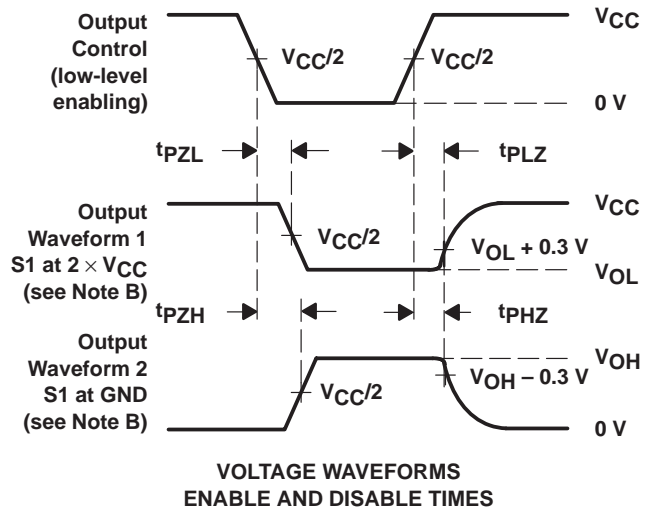 Output
Control
(low-level
enabling)
VCC/2
VCC/2
VCC
0 V
tPZL
tPLZ
Output
Waveform 1
S1 at 2 × VCC
(see Note B)
VCC/2
VCC
VOL + 0.3 V
VOL
tPZH
tPHZ
Output
Waveform 2
S1 at GND
(see Note B)
VCC/2
VOH
VOH – 0.3 V
0 V
VOLTAGE WAVEFORMS
ENABLE AND DISABLE TIMES